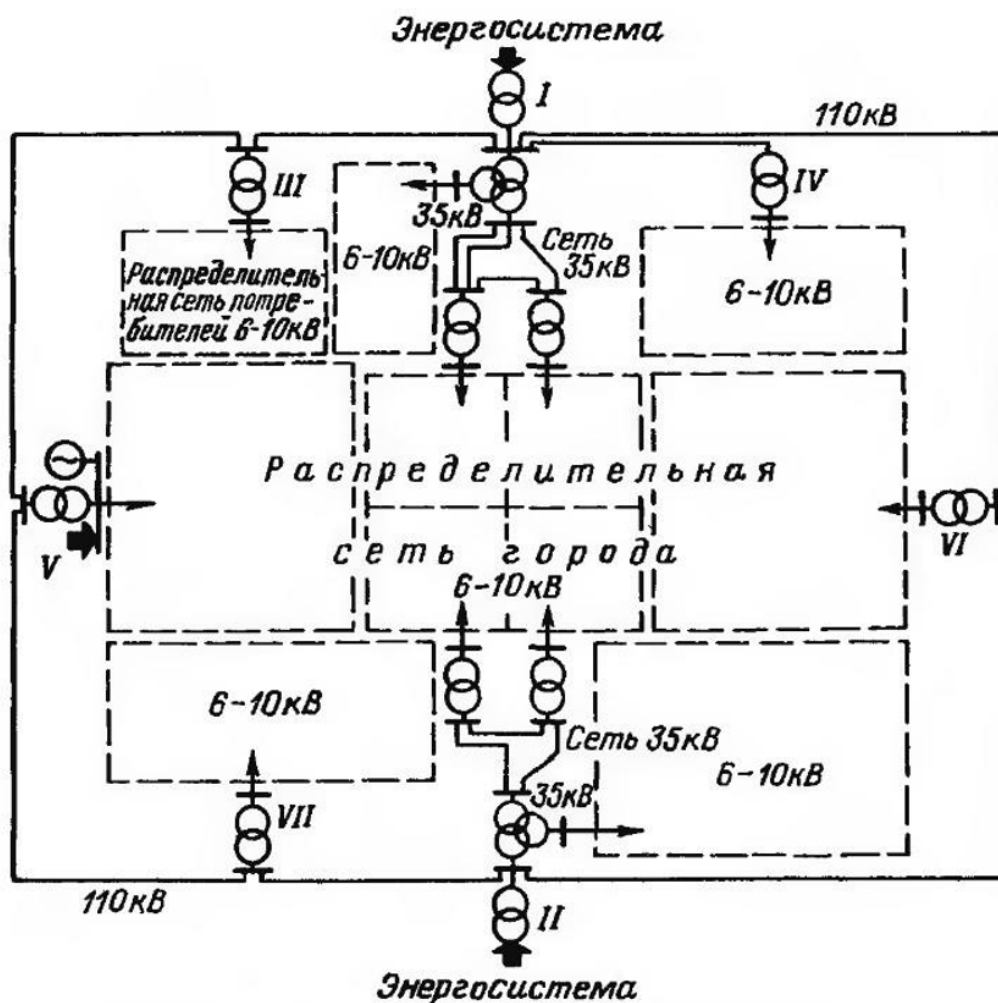 Энергосистема
I
110кВ
III
35кВ
IV
Сеть
35кВ
6-10кВ
6-10кВ
Распределитель-
ная сеть потре-
бителей 6-10кВ
Распределительная
V
VI
сеть города
6-10кВ
6-10кВ
Сеть 35кВ
6-10кВ
35кВ
VII
110кВ
II
Энергосистема